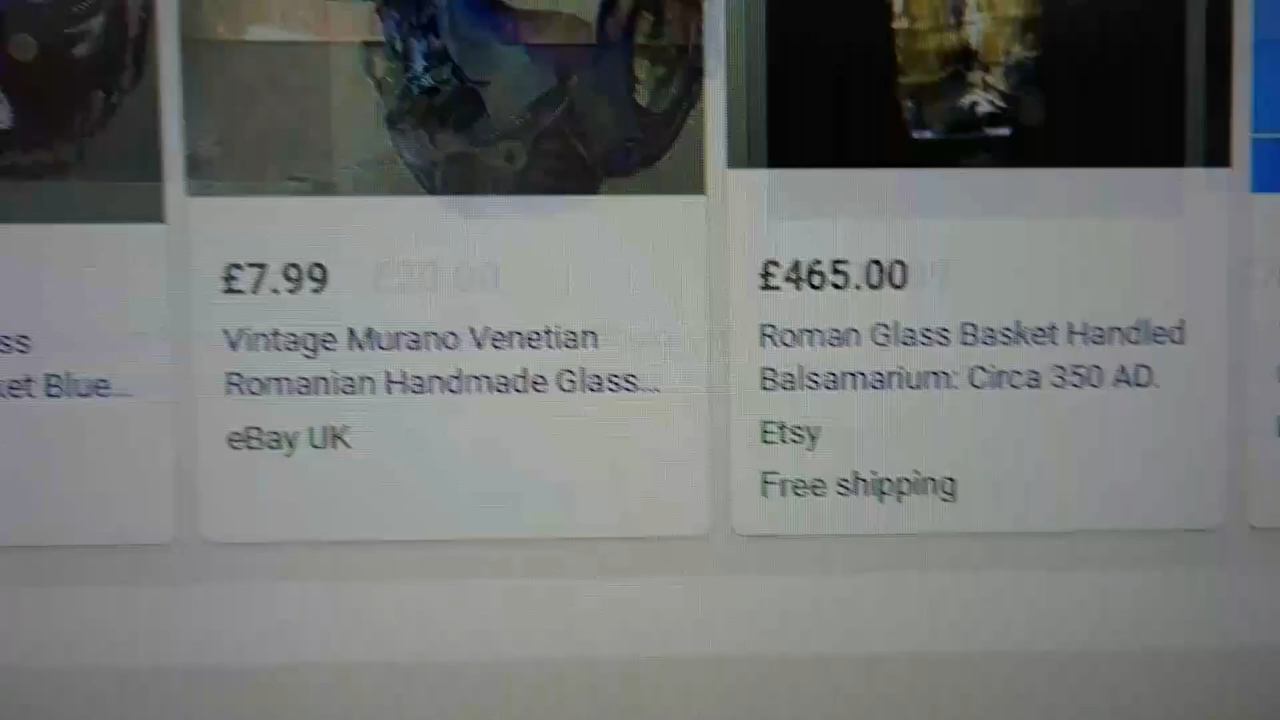 ss
ket Blue...
£7.99
Vintage Murano Venetian
Romanian Handmade Glass...
eBay UK
£465.00
Roman Glass Basket Handled
Balsamarium: Circa 350 AD.
Etsy
Free shipping